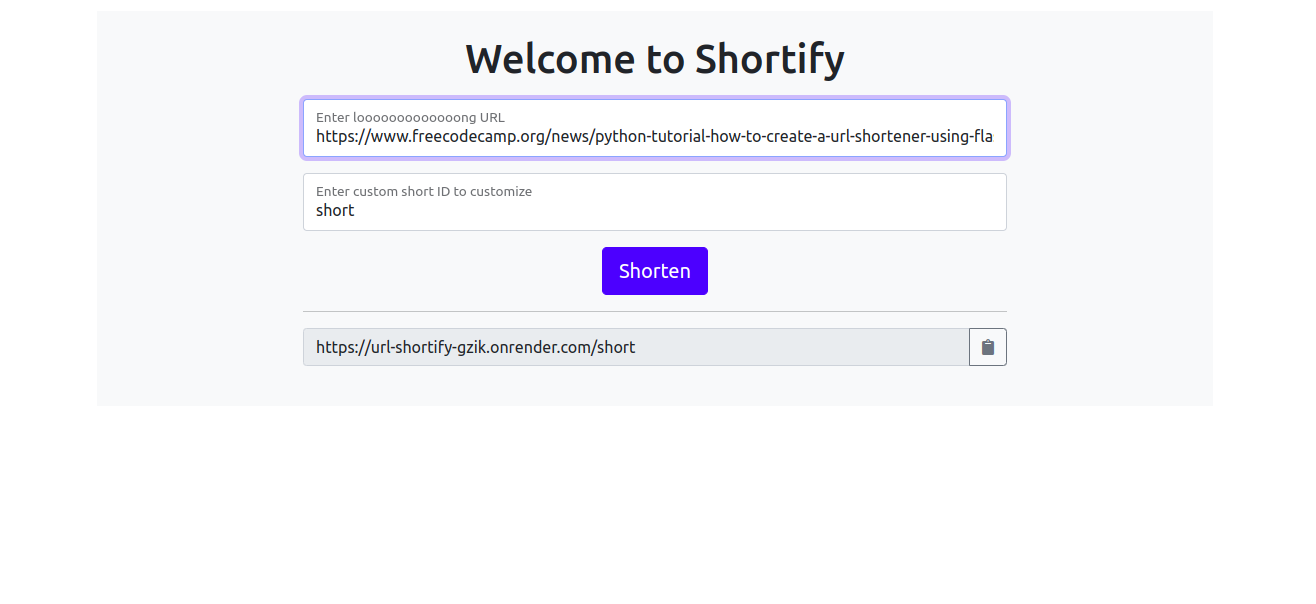 Welcome to Shortify
Enter looooooooooooong URL
https://www.freecodecamp.org/news/python-tutorial-how-to-create-a-url-shortener-using-fla
Enter custom short ID to customize
short
Shorten
https://url-shortify-gzik.onrender.com/short